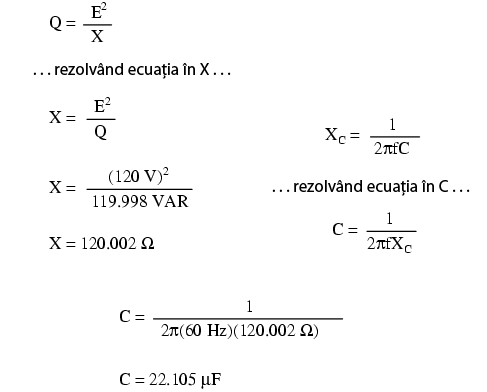 Q = E² / X
. . . rezolvând ecuația în X . . .
X = E² / Q
X = (120 V)² / 119.998 VAR
X = 120.002 Ω
X_C = 1 / 2πfC
. . . rezolvând ecuația în C . . .
C = 1 / 2πfX_C
C = 1 / 2π(60 Hz)(120.002 Ω)
C = 22.105 μF